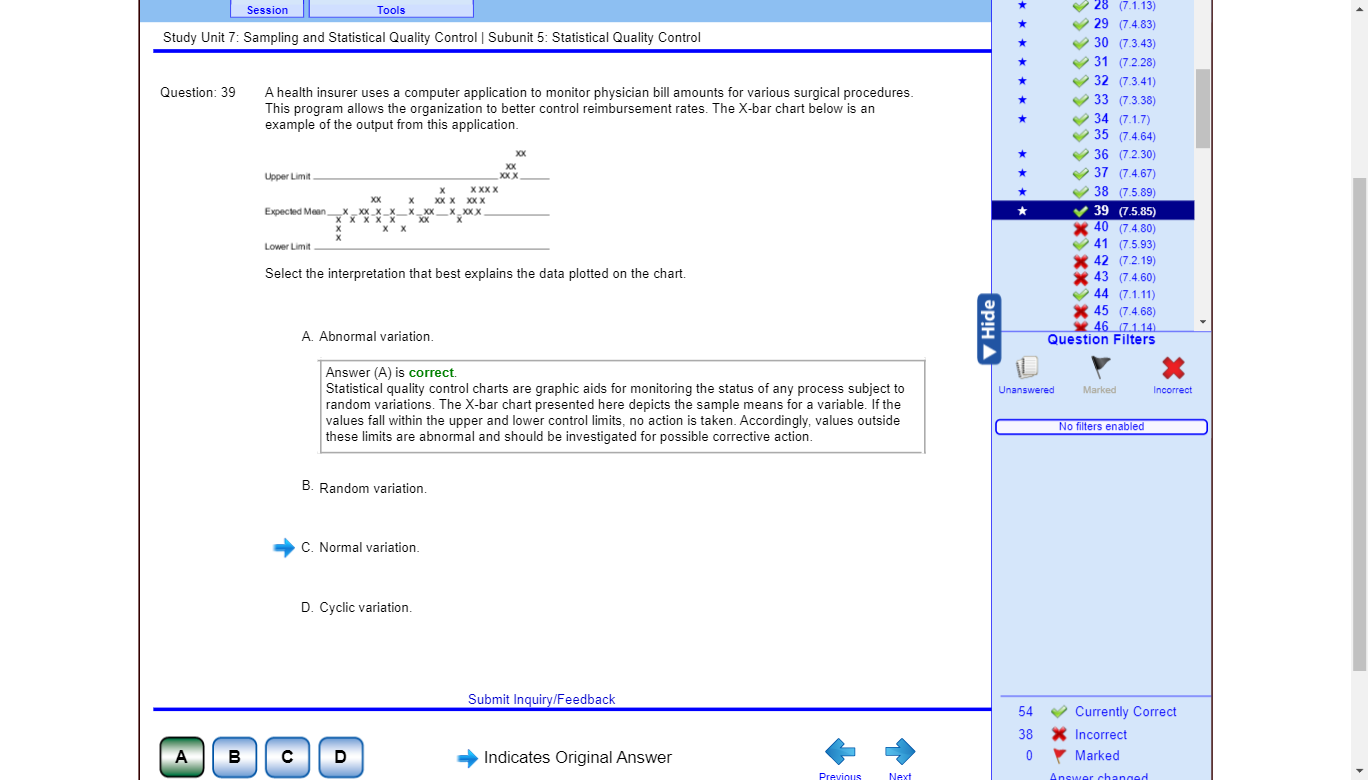 Session Tools
Study Unit 7: Sampling and Statistical Quality Control | Subunit 5: Statistical Quality Control
Question: 39
A health insurer uses a computer application to monitor physician bill amounts for various surgical procedures.
This program allows the organization to better control reimbursement rates. The X-bar chart below is an
example of the output from this application.
xx
xx
Upper Limit xx x
x x xx x
xx x xx x xx x
Expected Mean x xx x x x xx x xx x
x x x x x xx x
x x x
x
Lower Limit
Select the interpretation that best explains the data plotted on the chart.
A. Abnormal variation.
Answer (A) is correct.
Statistical quality control charts are graphic aids for monitoring the status of any process subject to
random variations. The X-bar chart presented here depicts the sample means for a variable. If the
values fall within the upper and lower control limits, no action is taken. Accordingly, values outside
these limits are abnormal and should be investigated for possible corrective action.
B. Random variation.
C. Normal variation.
D. Cyclic variation.
Submit Inquiry/Feedback
A B C D
Indicates Original Answer
Previous Next
28 (7.1.13)
29 (7.4.83)
30 (7.3.43)
31 (7.2.28)
32 (7.3.41)
33 (7.3.38)
34 (7.1.7)
35 (7.4.64)
36 (7.2.30)
37 (7.4.67)
38 (7.5.89)
39 (7.5.85)
40 (7.4.80)
41 (7.5.93)
42 (7.2.19)
43 (7.4.60)
44 (7.1.11)
45 (7.4.68)
46 (7.1.14)
Hide
Question Filters
Unanswered Marked Incorrect
No filters enabled
54 Currently Correct
38 Incorrect
0 Marked
Answer changed